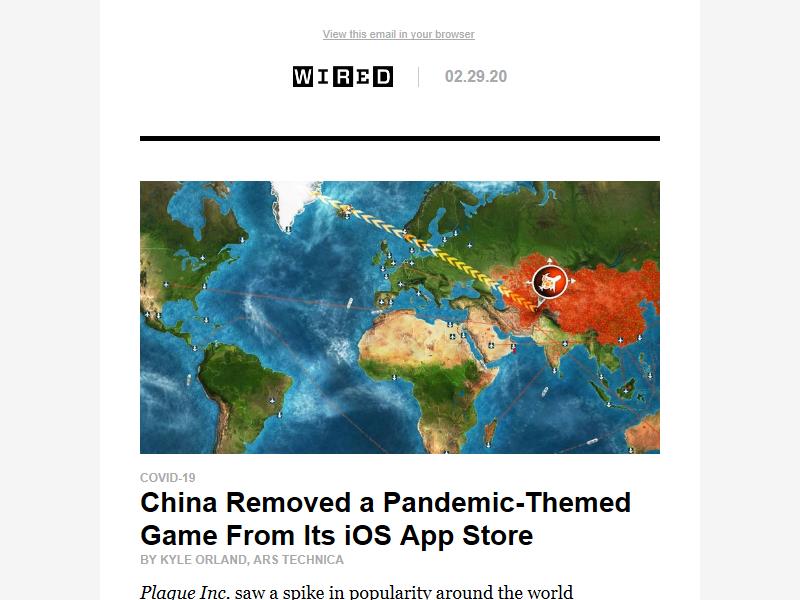 View this email in your browser
WIRED
02.29.20
COVID-19
China Removed a Pandemic-Themed
Game From Its iOS App Store
BY KYLE ORLAND, ARS TECHNICA
Plague Inc. saw a spike in popularity around the world